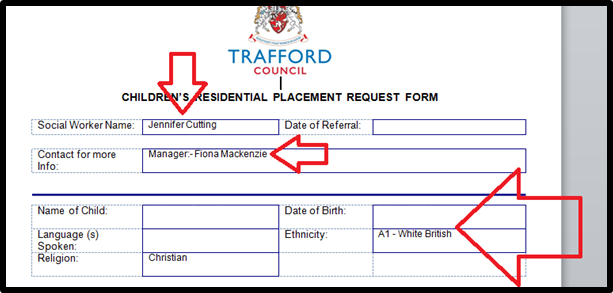 TRAFFORD
COUNCIL
CHILDREN'S RESIDENTIAL PLACEMENT REQUEST FORM
Social Worker Name: Jennifer Cutting Date of Referral:
Contact for more Manager:- Fiona Mackenzie
Info:
Name of Child: Date of Birth:
Language (s) Ethnicity: A1 - White British
Spoken:
Religion: Christian